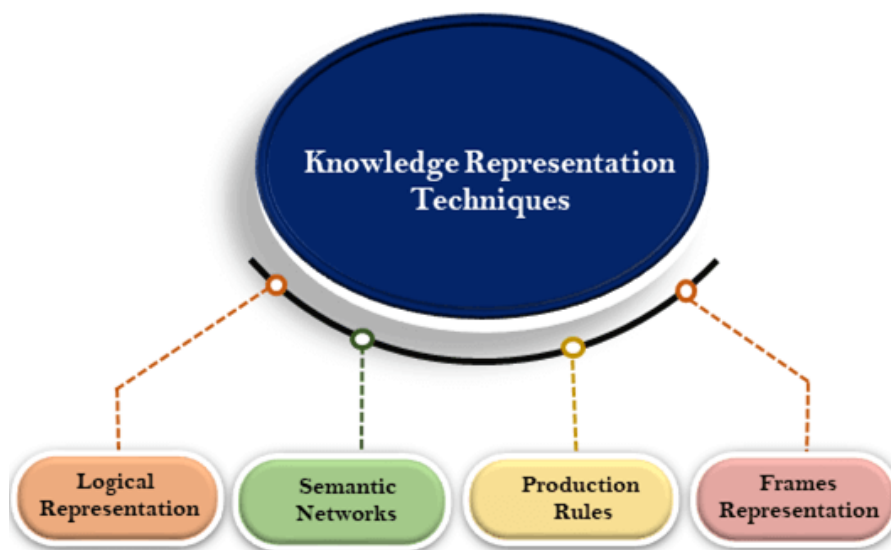 Knowledge Representation
Techniques
Logical
Representation
Semantic
Networks
Production
Rules
Frames
Representation